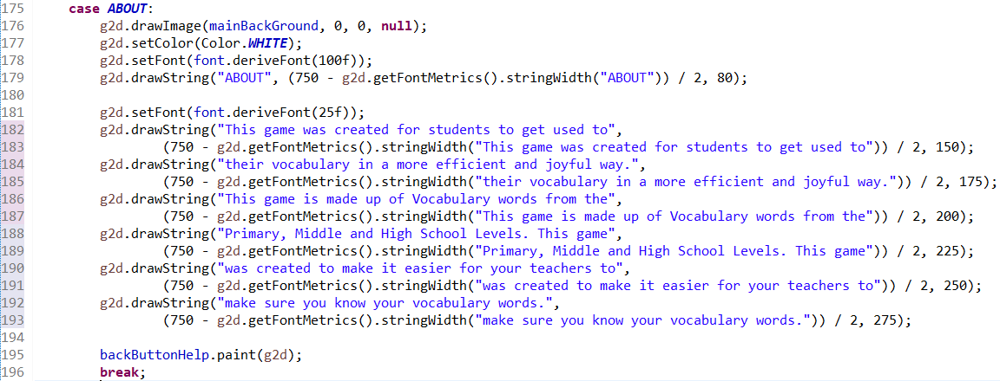 175 case ABOUT:
176 g2d.drawImage(mainBackGround, 0, 0, null);
177 g2d.setColor(Color.WHITE);
178 g2d.setFont(font.deriveFont(100f));
179 g2d.drawString("ABOUT", (750 - g2d.getFontMetrics().stringWidth("ABOUT")) / 2, 80);
180
181 g2d.setFont(font.deriveFont(25f));
182 g2d.drawString("This game was created for students to get used to",
183 (750 - g2d.getFontMetrics().stringWidth("This game was created for students to get used to")) / 2, 150);
184 g2d.drawString("their vocabulary in a more efficient and joyful way.",
185 (750 - g2d.getFontMetrics().stringWidth("their vocabulary in a more efficient and joyful way.")) / 2, 175);
186 g2d.drawString("This game is made up of Vocabulary words from the",
187 (750 - g2d.getFontMetrics().stringWidth("This game is made up of Vocabulary words from the")) / 2, 200);
188 g2d.drawString("Primary, Middle and High School Levels. This game",
189 (750 - g2d.getFontMetrics().stringWidth("Primary, Middle and High School Levels. This game")) / 2, 225);
190 g2d.drawString("was created to make it easier for your teachers to",
191 (750 - g2d.getFontMetrics().stringWidth("was created to make it easier for your teachers to")) / 2, 250);
192 g2d.drawString("make sure you know your vocabulary words.",
193 (750 - g2d.getFontMetrics().stringWidth("make sure you know your vocabulary words.")) / 2, 275);
194
195 backButtonHelp.paint(g2d);
196 break;